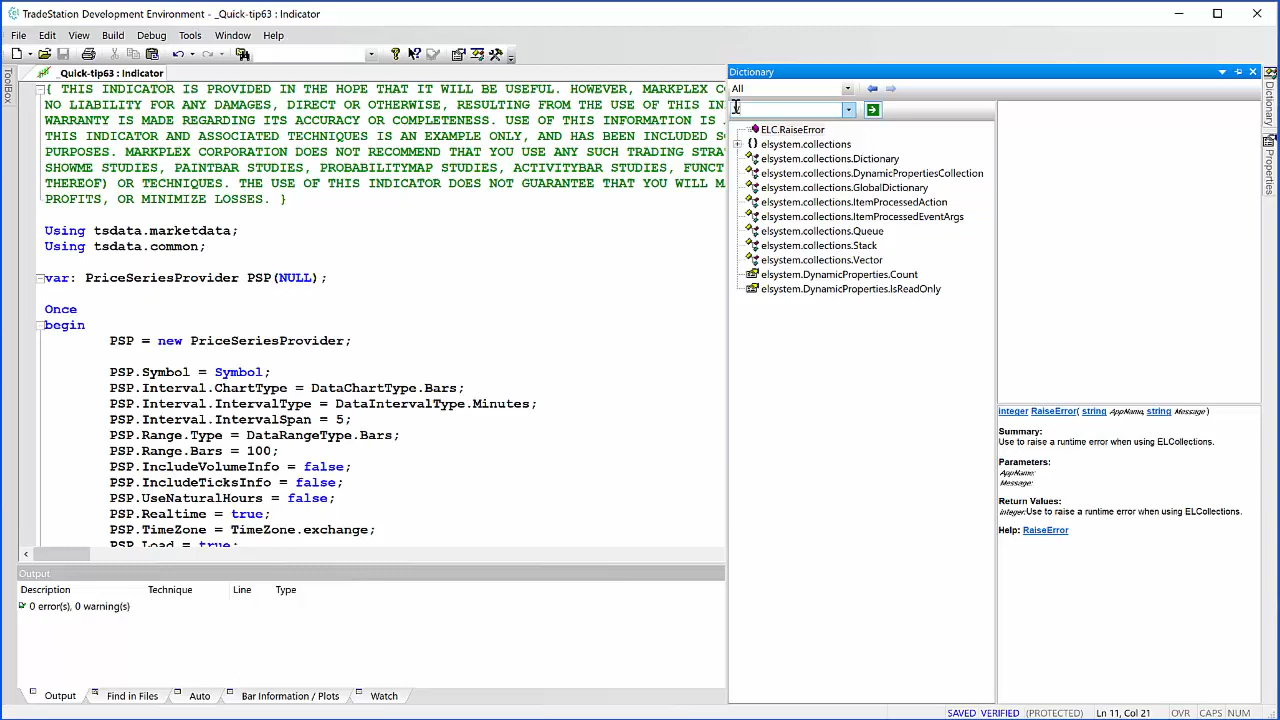 TradeStation Development Environment - _Quick-tip63 : Indicator
File Edit View Build Debug Tools Window Help
ToolBox
_Quick-tip63 : Indicator
{ THIS INDICATOR IS PROVIDED IN THE HOPE THAT IT WILL BE USEFUL. HOWEVER, MARKPLEX CO
NO LIABILITY FOR ANY DAMAGES, DIRECT OR OTHERWISE, RESULTING FROM THE USE OF THIS IN
WARRANTY IS MADE REGARDING ITS ACCURACY OR COMPLETENESS. USE OF THIS INFORMATION IS
THIS INDICATOR AND ASSOCIATED TECHNIQUES IS AN EXAMPLE ONLY, AND HAS BEEN INCLUDED S
PURPOSES. MARKPLEX CORPORATION DOES NOT RECOMMEND THAT YOU USE ANY SUCH TRADING STRA
SHOWME STUDIES, PAINTBAR STUDIES, PROBABILITYMAP STUDIES, ACTIVITYBAR STUDIES, FUNCT
THEREOF) OR TECHNIQUES. THE USE OF THIS INDICATOR DOES NOT GUARANTEE THAT YOU WILL M
PROFITS, OR MINIMIZE LOSSES. }
Using tsdata.marketdata;
Using tsdata.common;
var: PriceSeriesProvider PSP(NULL);
Once
begin
PSP = new PriceSeriesProvider;
PSP.Symbol = Symbol;
PSP.Interval.ChartType = DataChartType.Bars;
PSP.Interval.IntervalType = DataIntervalType.Minutes;
PSP.Interval.IntervalSpan = 5;
PSP.Range.Type = DataRangeType.Bars;
PSP.Range.Bars = 100;
PSP.IncludeVolumeInfo = false;
PSP.IncludeTicksInfo = false;
PSP.UseNaturalHours = false;
PSP.Realtime = true;
PSP.TimeZone = TimeZone.exchange;
PSP.Load = true;
Output
Description Technique Line Type
0 error(s), 0 warning(s)
Output Find in Files Auto Bar Information / Plots Watch
Dictionary
All
ELC.RaiseError
elsystem.collections
elsystem.collections.Dictionary
elsystem.collections.DynamicPropertiesCollection
elsystem.collections.GlobalDictionary
elsystem.collections.ItemProcessedAction
elsystem.collections.ItemProcessedEventArgs
elsystem.collections.Queue
elsystem.collections.Stack
elsystem.collections.Vector
elsystem.DynamicProperties.Count
elsystem.DynamicProperties.IsReadOnly
integer RaiseError( string AppName, string Message )
Summary:
Use to raise a runtime error when using ELCollections.
Parameters:
AppName:
Message:
Return Values:
integer:Use to raise a runtime error when using ELCollections.
Help: RaiseError
Dictionary
Properties
SAVED VERIFIED (PROTECTED) Ln 11, Col 21 OVR CAPS NUM